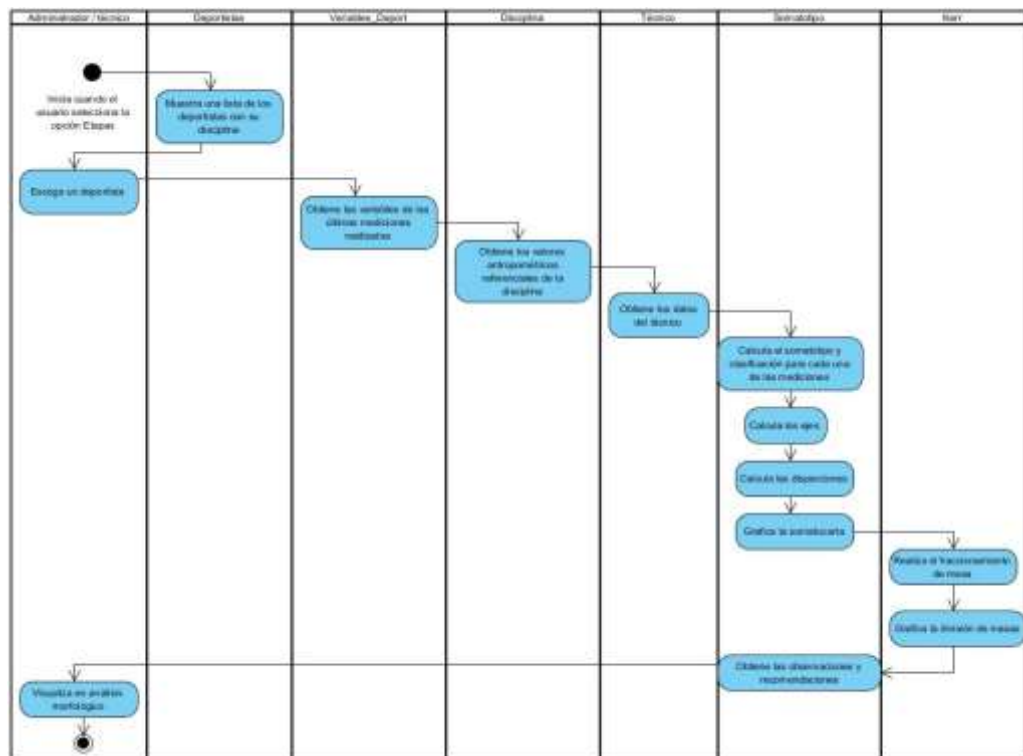 Administrador / técnico
Deportistas
Variables_Deport
Disciplina
Técnico
Somatotipo
Kerr
Inicia cuando el
usuario selecciona la
opción Etapas
Muestra una lista de los
deportistas con su
disciplina
Escoge un deportista
Obtiene las variables de las
últimas mediciones
realizadas
Obtiene los valores
antropométricos
referenciales de la
disciplina
Obtiene los datos
del técnico
Calcula el somatotipo y
clasificación para cada una
de las mediciones
Calcula los ejes
Calcula las dispersiones
Grafica la somatocarta
Realiza el fraccionamiento
de masa
Grafica la división de masas
Obtiene las observaciones y
recomendaciones
Visualiza en análisis
morfológico